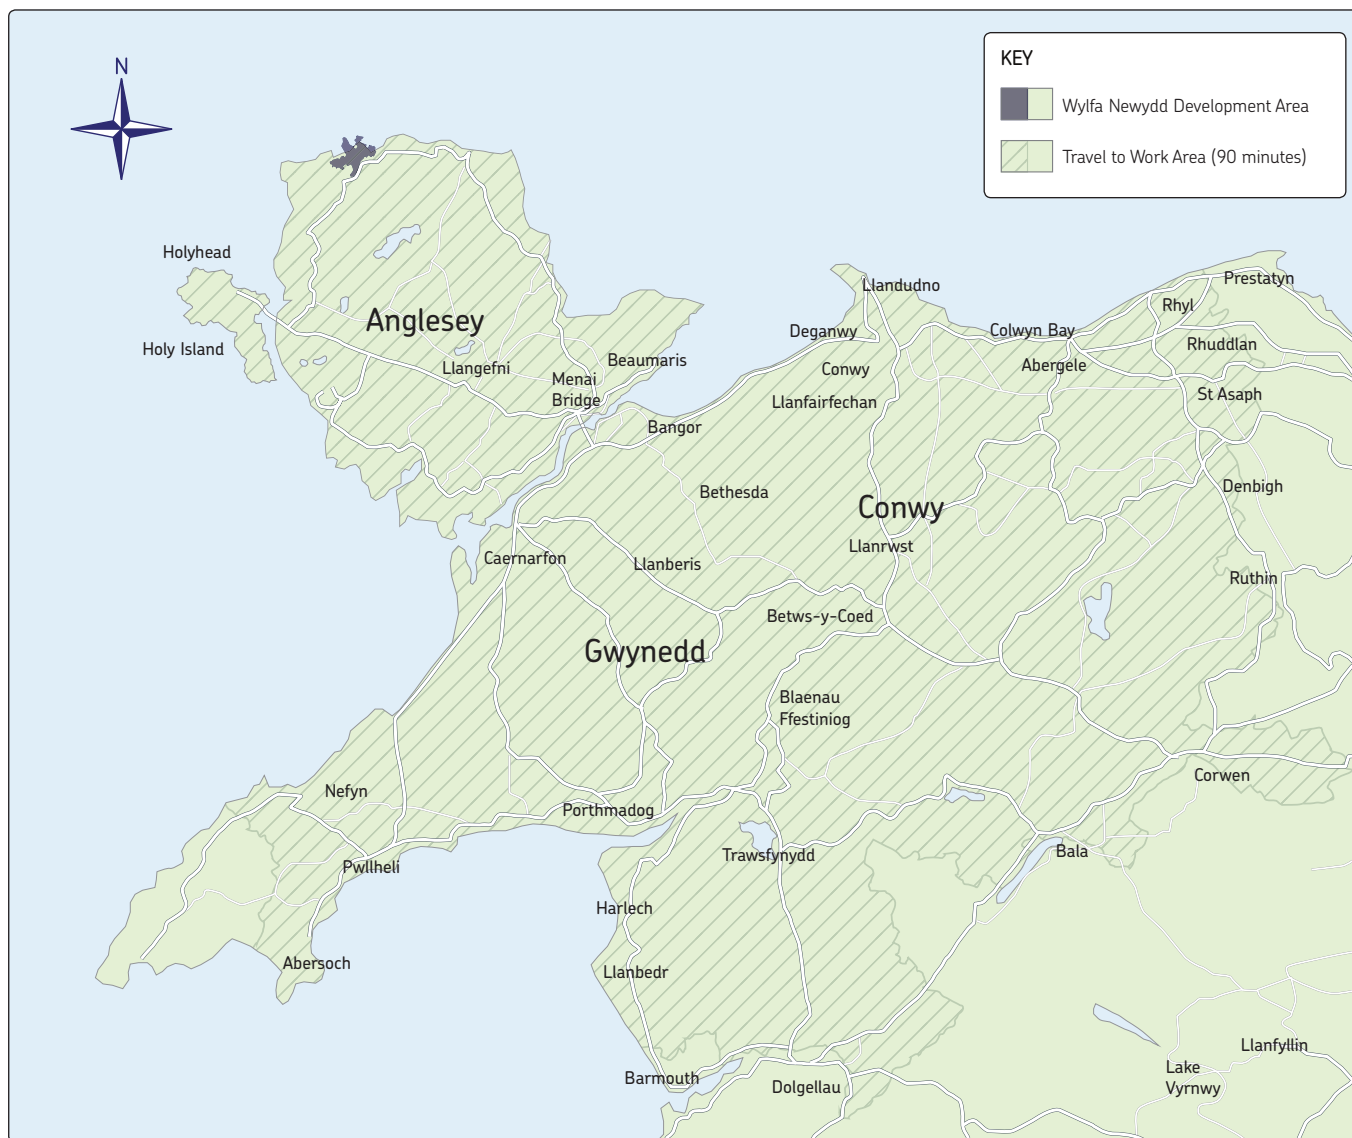 N
KEY
Wylfa Newydd Development Area
Travel to Work Area (90 minutes)
Holyhead
Holy Island
Anglesey
Llangefni
Beaumaris
Menai
Bridge
Bangor
Llandudno
Deganwy
Conwy
Llanfairfechan
Colwyn Bay
Abergele
Prestatyn
Rhyl
Rhuddlan
St Asaph
Denbigh
Bethesda
Conwy
Llanrwst
Caernarfon
Llanberis
Ruthin
Betws-y-Coed
Gwynedd
Blaenau
Ffestiniog
Corwen
Nefyn
Porthmadog
Pwllheli
Trawsfynydd
Bala
Harlech
Abersoch
Llanbedr
Barmouth
Dolgellau
Llanfyllin
Lake
Vyrnwy